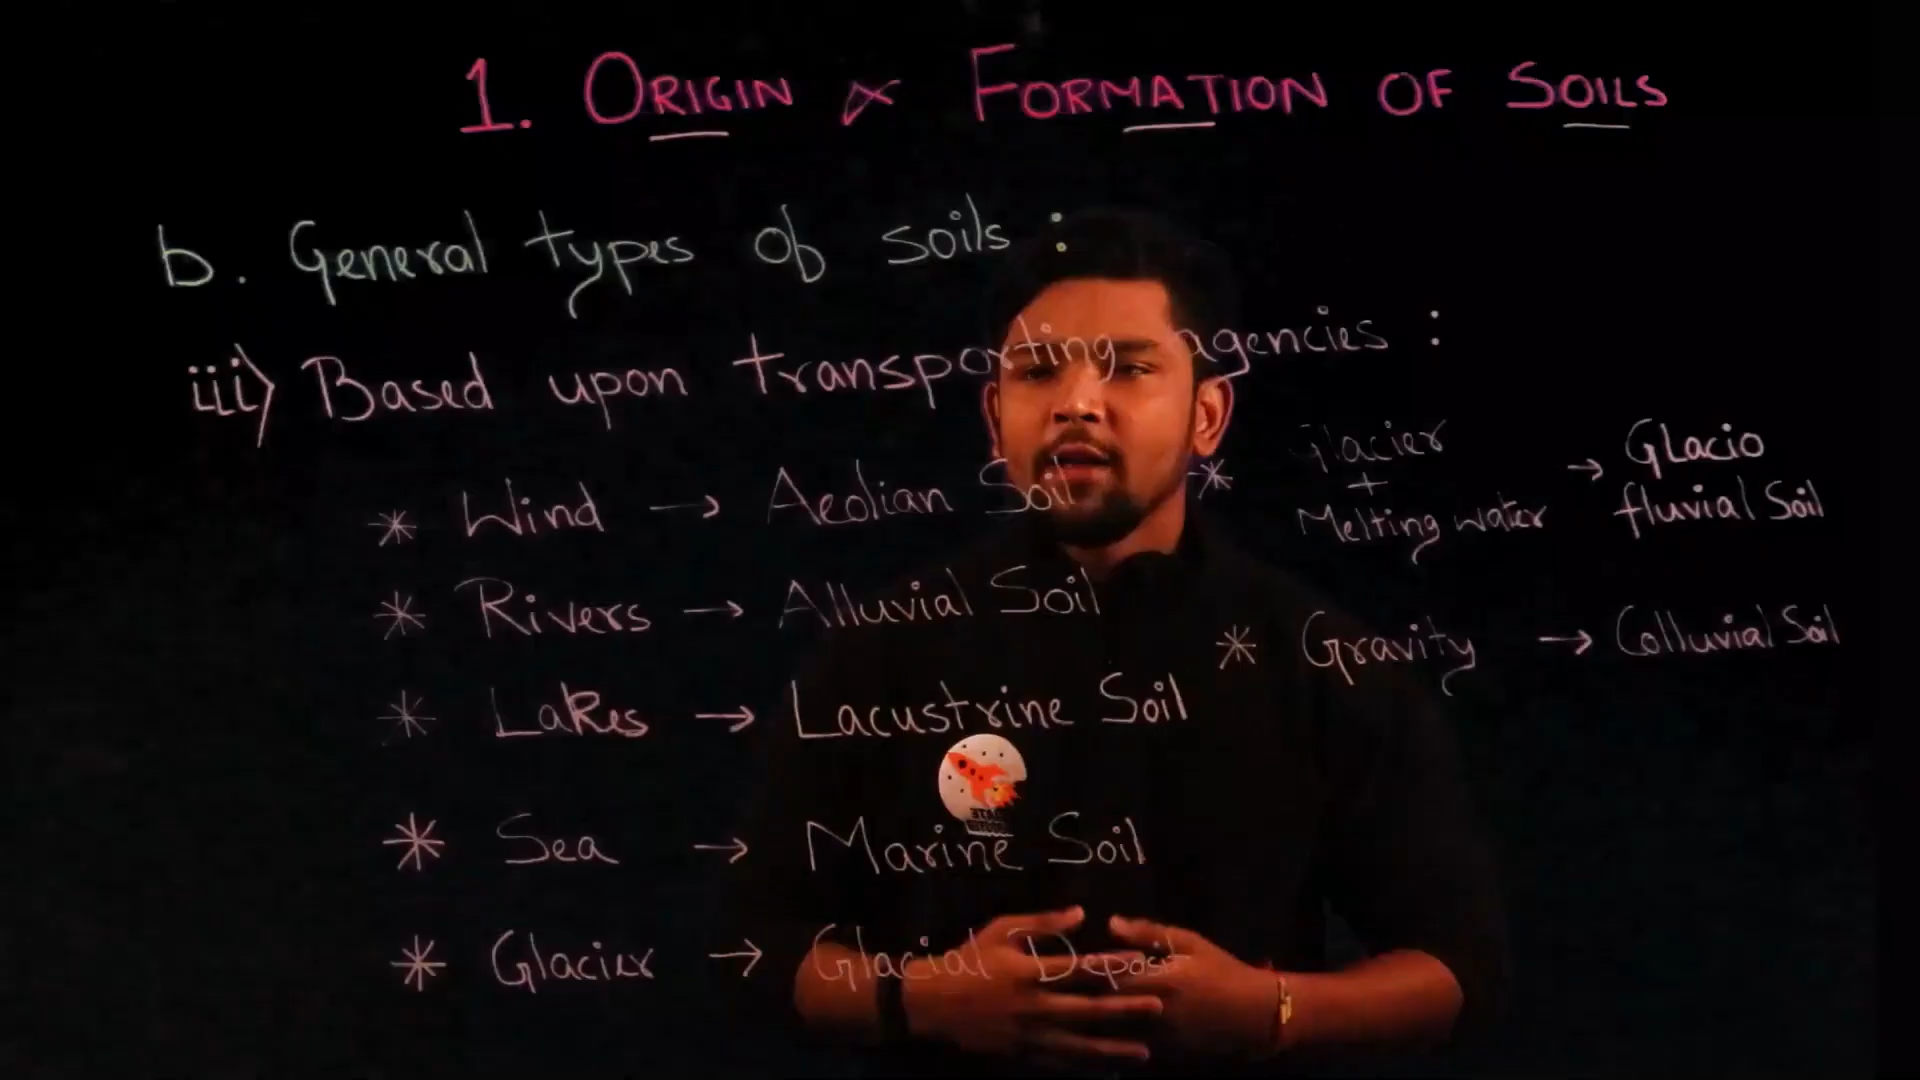 1. ORIGIN & FORMATION OF SOILS
b. General types of soils :
iii) Based upon transporting agencies :
* Wind → Aeolian Soil
* Rivers → Alluvial Soil
* Lakes → Lacustrine Soil
* Sea → Marine Soil
* Glacier → Glacial Deposit
* Glacier + Melting water → Glacio fluvial Soil
* Gravity → Colluvial Soil